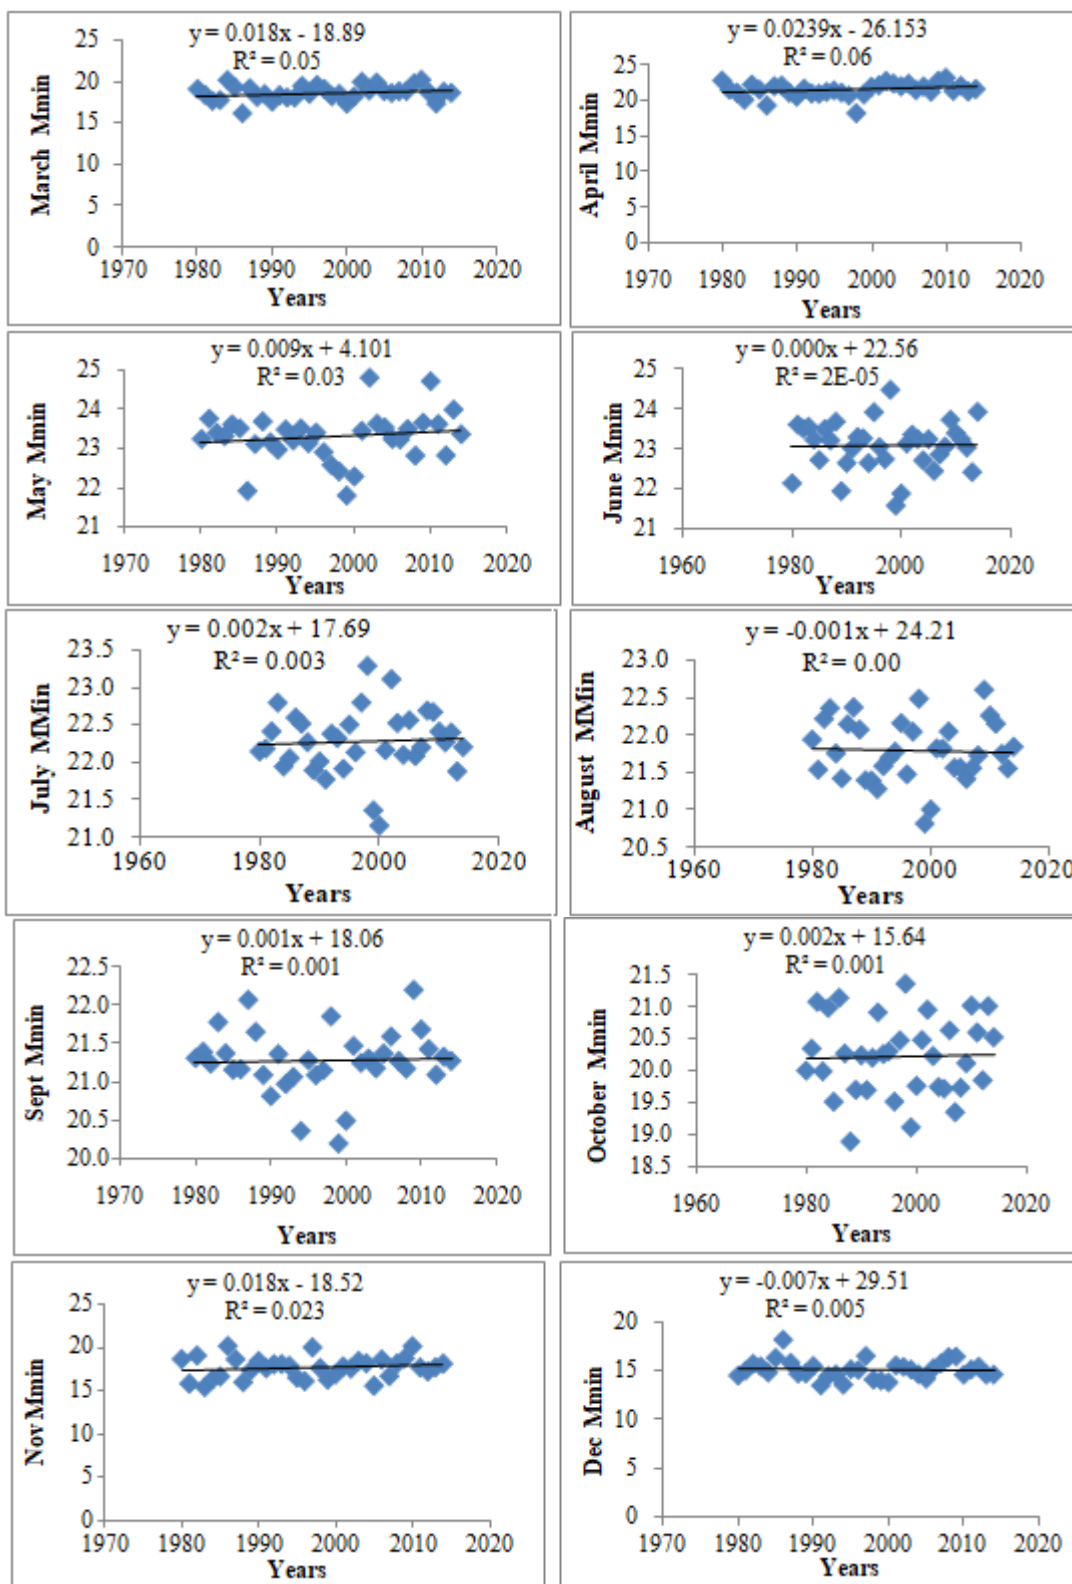 y = 0.018x - 18.89
R² = 0.05
25
20
15
10
5
0
1970 1980 1990 2000 2010 2020
March Mmin
Years
y = 0.0239x - 26.153
R² = 0.06
25
20
15
10
5
0
1970 1980 1990 2000 2010 2020
April Mmin
Years
y = 0.009x + 4.101
R² = 0.03
25
24
23
22
21
1970 1980 1990 2000 2010 2020
May Mmin
Years
y = 0.000x + 22.56
R² = 2E-05
25
24
23
22
21
1960 1980 2000 2020
June Mmin
Years
y = 0.002x + 17.69
R² = 0.003
23.5
23.0
22.5
22.0
21.5
21.0
1960 1980 2000 2020
July MMin
Years
y = -0.001x + 24.21
R² = 0.00
23.0
22.5
22.0
21.5
21.0
20.5
1960 1980 2000 2020
August MMin
Years
y = 0.001x + 18.06
R² = 0.001
22.5
22.0
21.5
21.0
20.5
20.0
1970 1980 1990 2000 2010 2020
Sept Mmin
Years
y = 0.002x + 15.64
R² = 0.001
21.5
21.0
20.5
20.0
19.5
19.0
18.5
1960 1980 2000 2020
October Mmin
Years
y = 0.018x - 18.52
R² = 0.023
25
20
15
10
5
0
1970 1980 1990 2000 2010 2020
Nov Mmin
Years
y = -0.007x + 29.51
R² = 0.005
20
15
10
5
0
1970 1980 1990 2000 2010 2020
Dec Mmin
Years